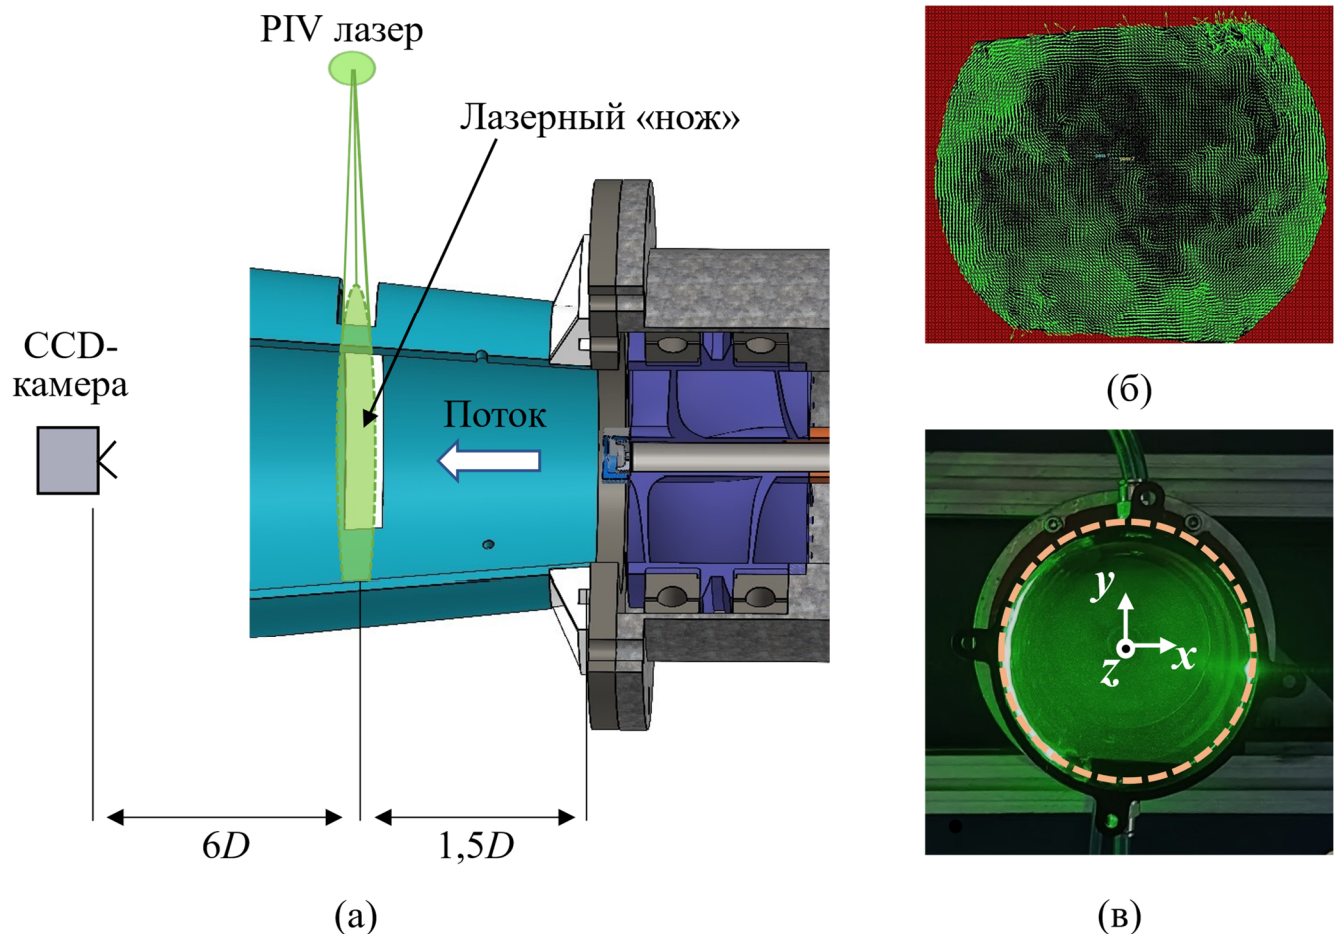 PIV лазер
Лазерный «нож»
CCD-
камера
Поток
6D
1,5D
(а)
(б)
y
x
z
(в)